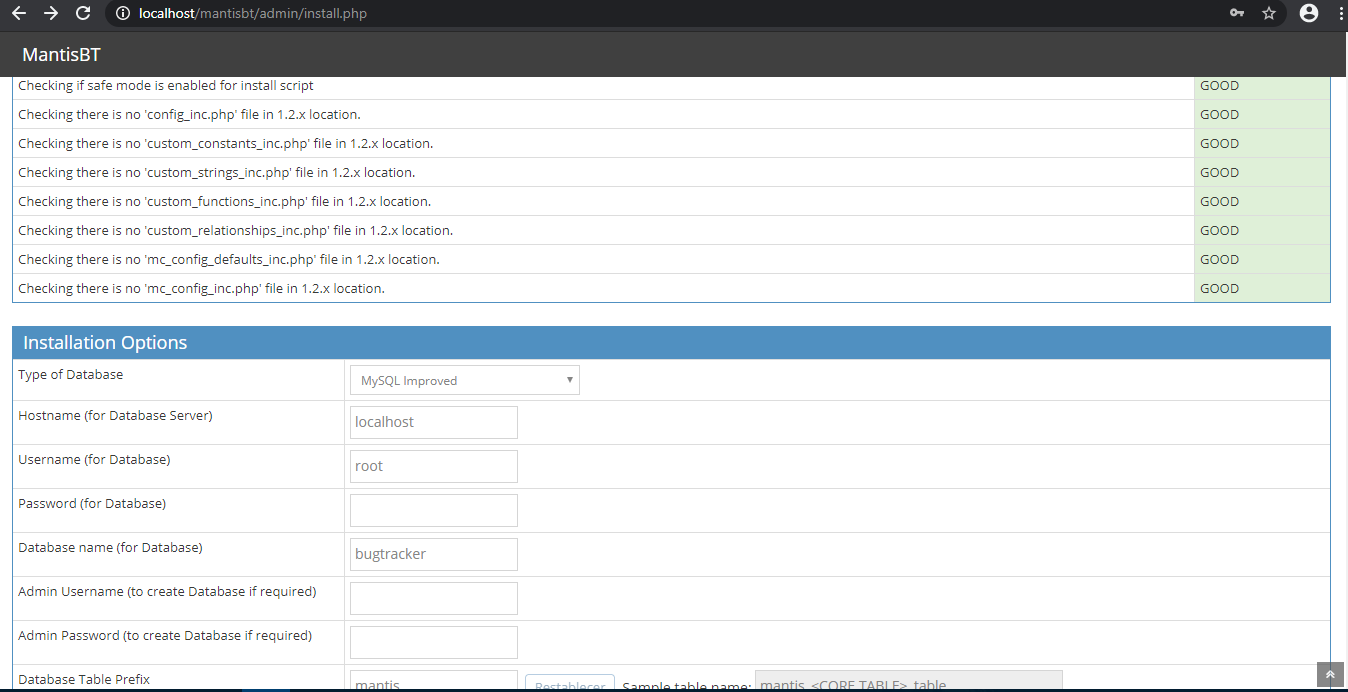 localhost/mantisbt/admin/install.php
MantisBT
Checking if safe mode is enabled for install script GOOD
Checking there is no 'config_inc.php' file in 1.2.x location. GOOD
Checking there is no 'custom_constants_inc.php' file in 1.2.x location. GOOD
Checking there is no 'custom_strings_inc.php' file in 1.2.x location. GOOD
Checking there is no 'custom_functions_inc.php' file in 1.2.x location. GOOD
Checking there is no 'custom_relationships_inc.php' file in 1.2.x location. GOOD
Checking there is no 'mc_config_defaults_inc.php' file in 1.2.x location. GOOD
Checking there is no 'mc_config_inc.php' file in 1.2.x location. GOOD
Installation Options
Type of Database MySQL Improved
Hostname (for Database Server) localhost
Username (for Database) root
Password (for Database)
Database name (for Database) bugtracker
Admin Username (to create Database if required)
Admin Password (to create Database if required)
Database Table Prefix mantis Restablecer Sample table name: mantis_<CORE TABLE>_table